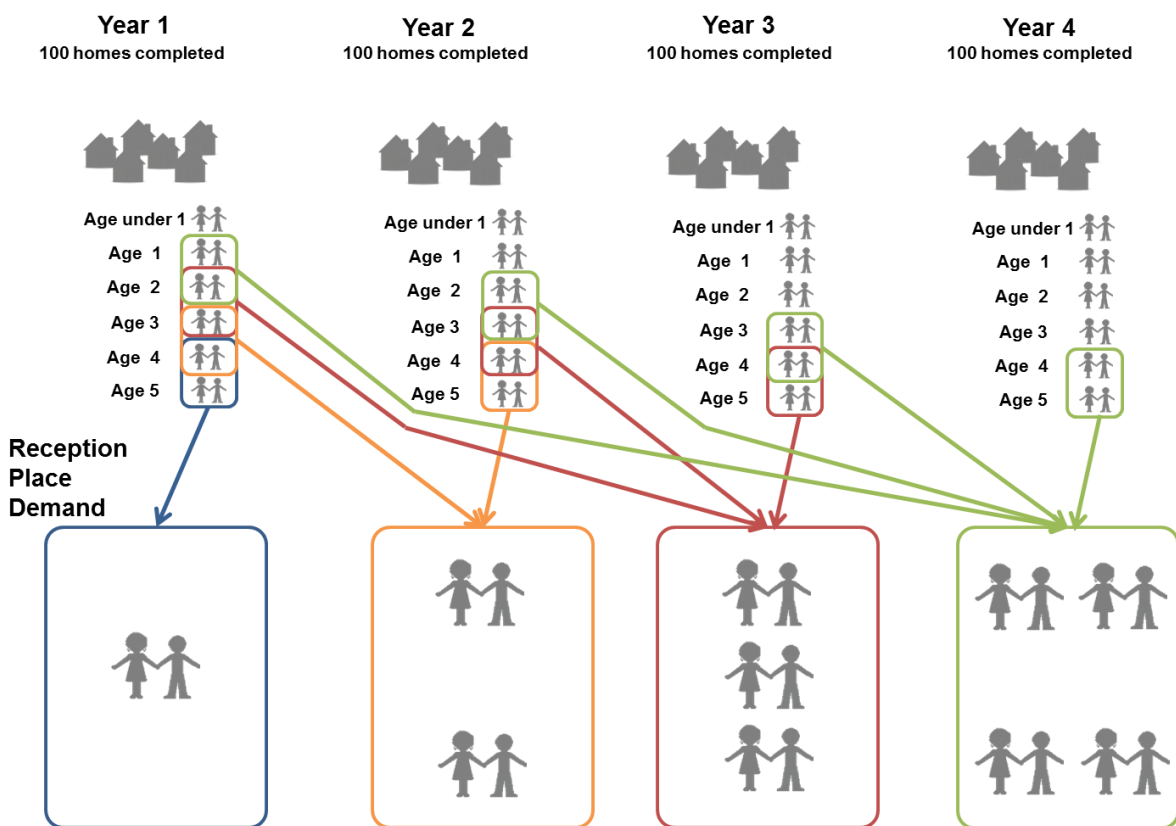 Year 1
100 homes completed
Year 2
100 homes completed
Year 3
100 homes completed
Year 4
100 homes completed
Age under 1
Age 1
Age 2
Age 3
Age 4
Age 5
Age under 1
Age 1
Age 2
Age 3
Age 4
Age 5
Age under 1
Age 1
Age 2
Age 3
Age 4
Age 5
Age under 1
Age 1
Age 2
Age 3
Age 4
Age 5
Reception
Place
Demand